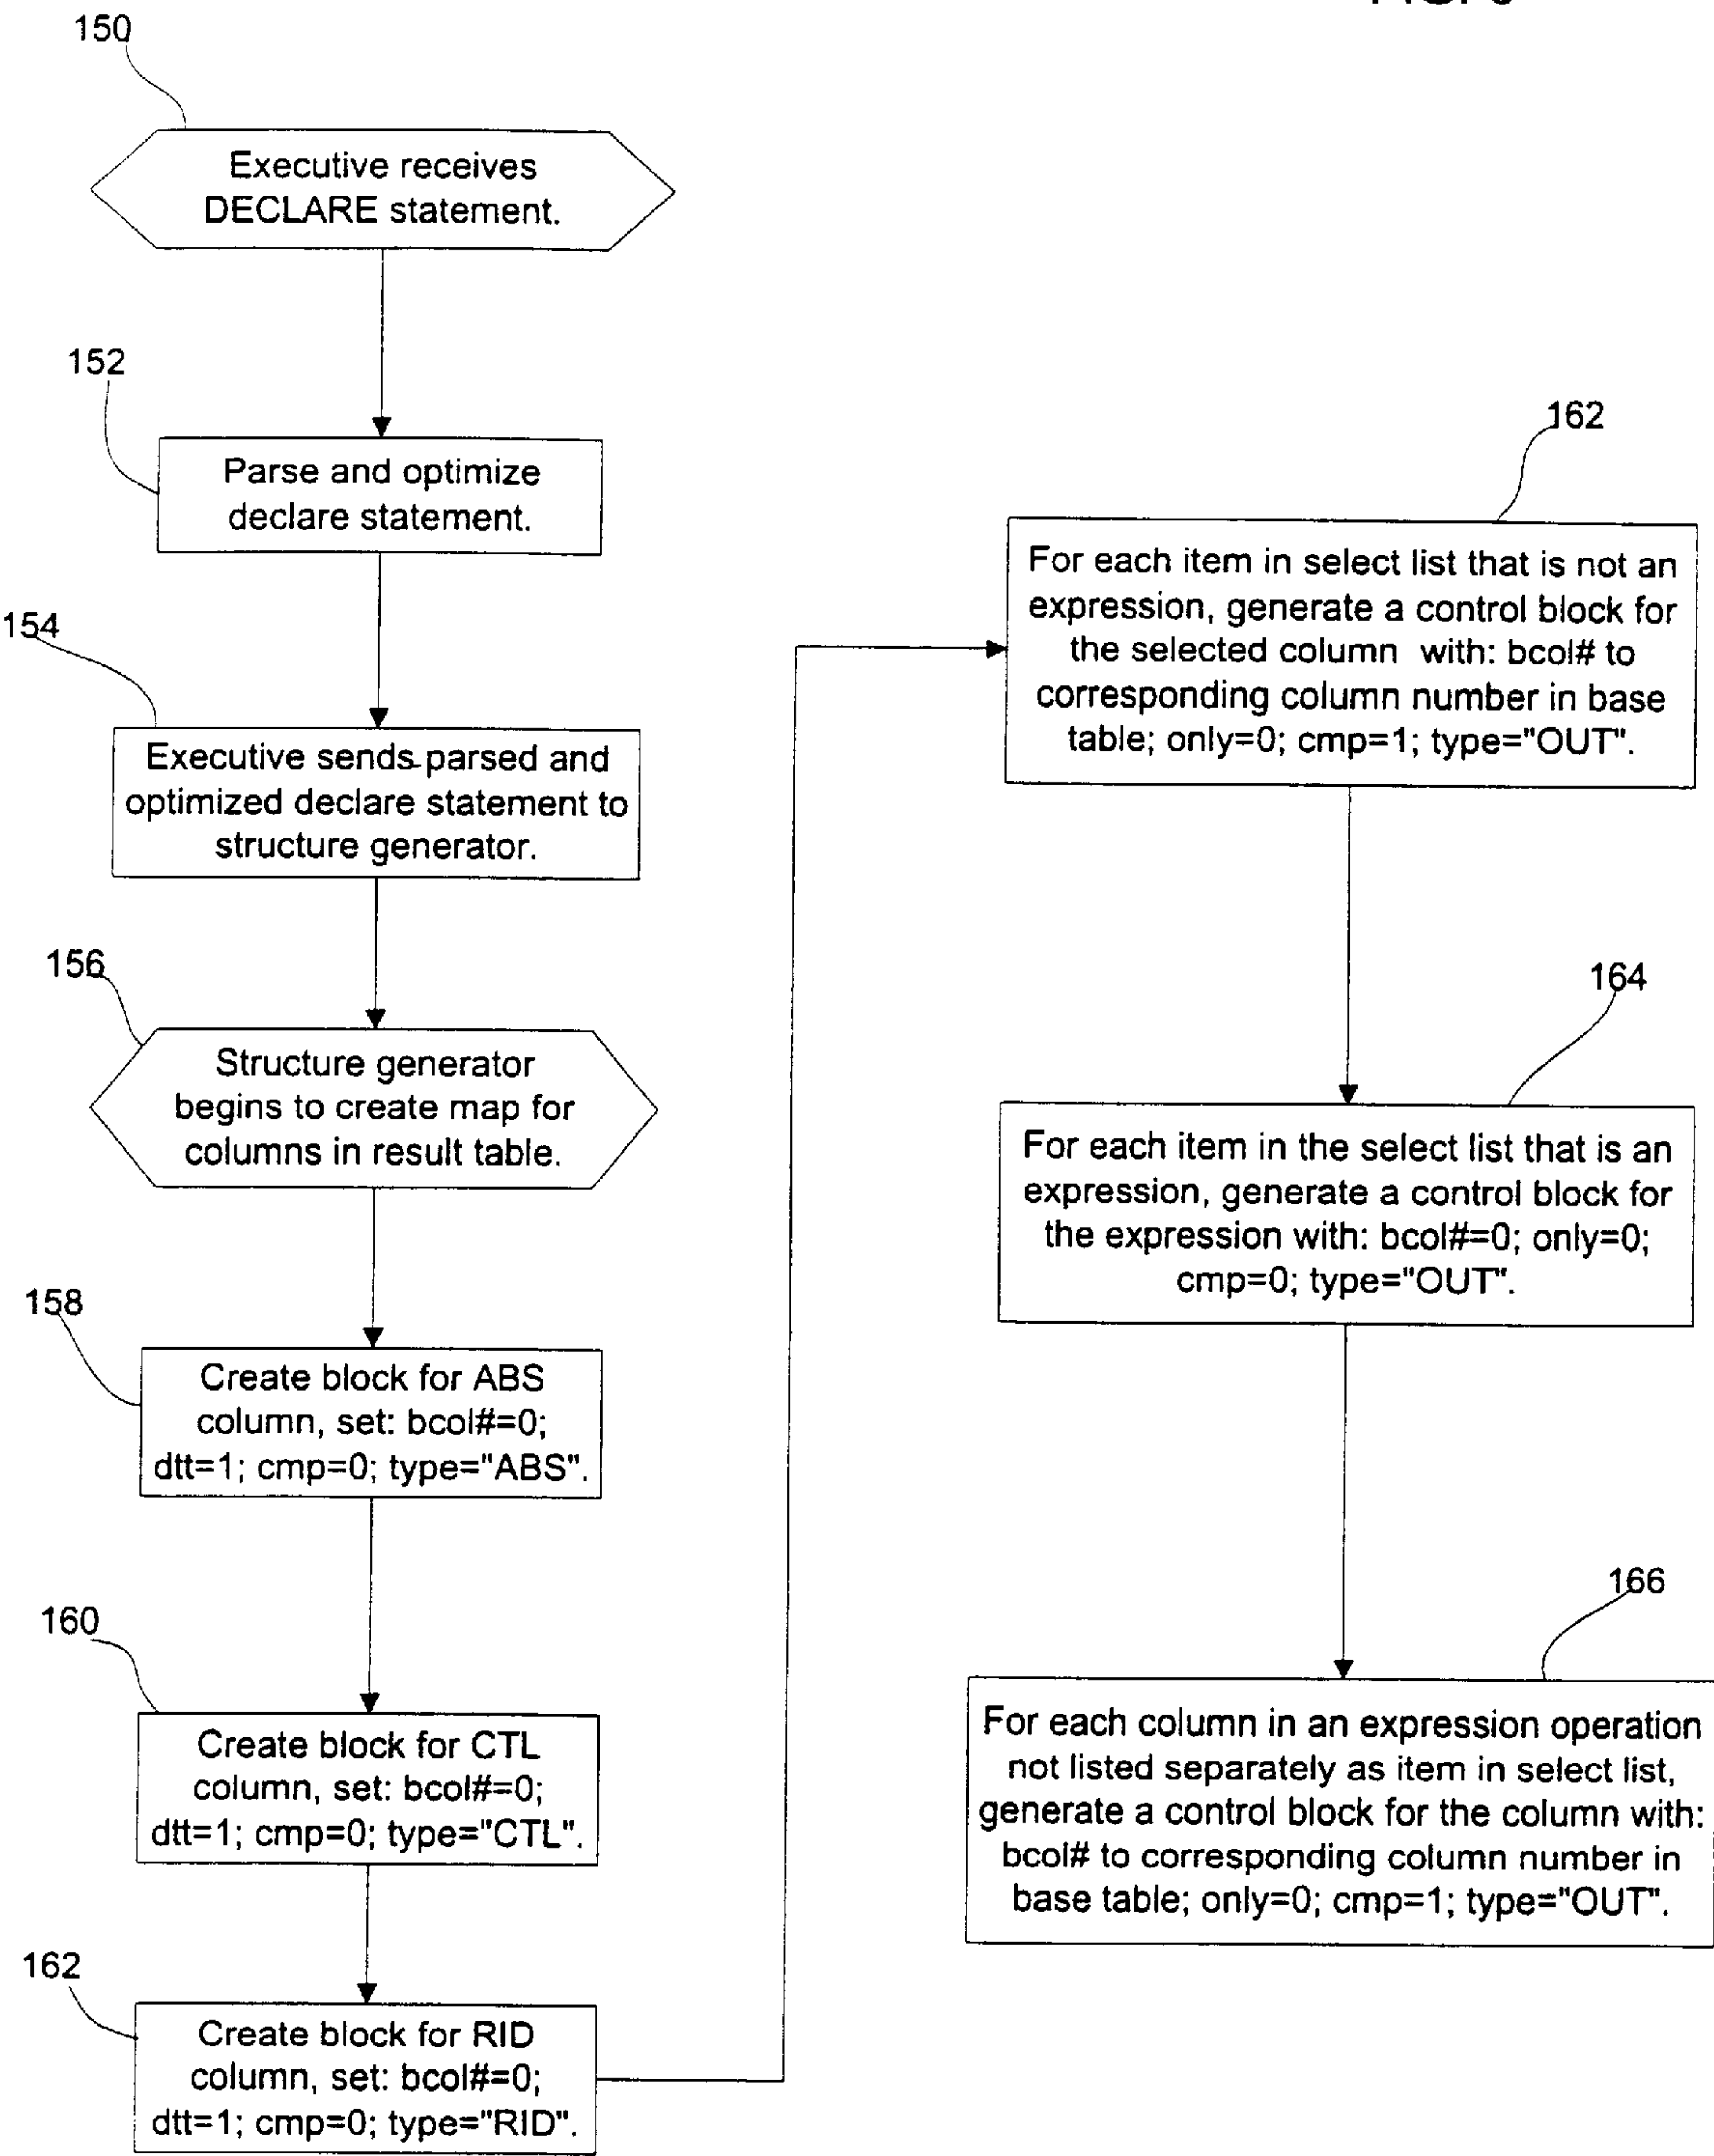 150
Executive receives
DECLARE statement.
152
Parse and optimize
declare statement.
154
Executive sends parsed and
optimized declare statement to
structure generator.
156
Structure generator
begins to create map for
columns in result table.
158
Create block for ABS
column, set: bcol#=0;
dtt=1; cmp=0; type="ABS".
160
Create block for CTL
column, set: bcol#=0;
dtt=1; cmp=0; type="CTL".
162
Create block for RID
column, set: bcol#=0;
dtt=1; cmp=0; type="RID".
162
For each item in select list that is not an
expression, generate a control block for
the selected column with: bcol# to
corresponding column number in base
table; only=0; cmp=1; type="OUT".
164
For each item in the select list that is an
expression, generate a control block for
the expression with: bcol#=0; only=0;
cmp=0; type="OUT".
166
For each column in an expression operation
not listed separately as item in select list,
generate a control block for the column with:
bcol# to corresponding column number in
base table; only=0; cmp=1; type="OUT".